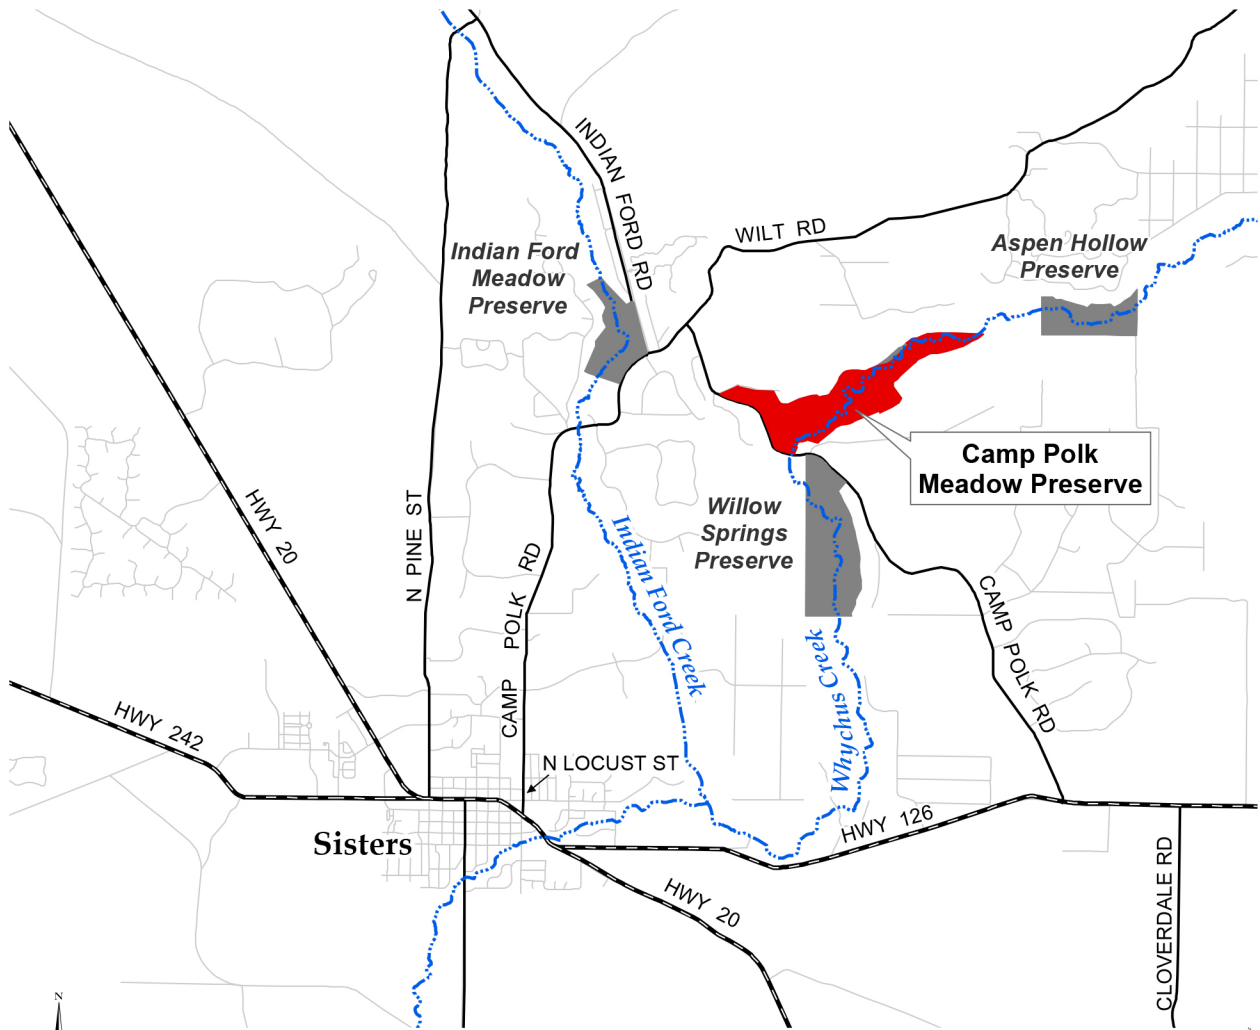 INDIAN FORD RD
WILT RD
Indian Ford
Meadow
Preserve
Aspen Hollow
Preserve
Camp Polk
Meadow Preserve
HWY 20
N PINE ST
CAMP POLK RD
Indian Ford Creek
Willow
Springs
Preserve
CAMP POLK RD
Whychus Creek
HWY 242
N LOCUST ST
Sisters
HWY 126
HWY 20
CLOVERDALE RD
N